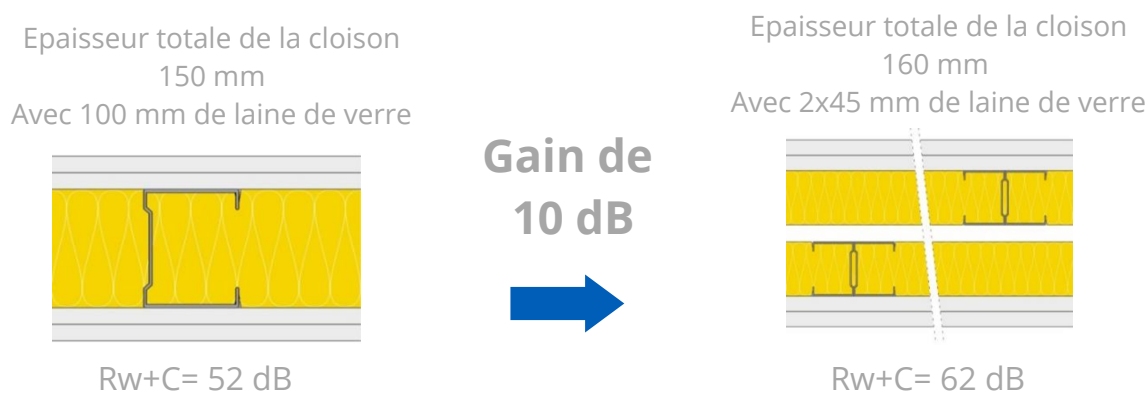 Epaisseur totale de la cloison
150 mm
Avec 100 mm de laine de verre
Rw+C= 52 dB
Gain de
10 dB
Epaisseur totale de la cloison
160 mm
Avec 2x45 mm de laine de verre
Rw+C= 62 dB